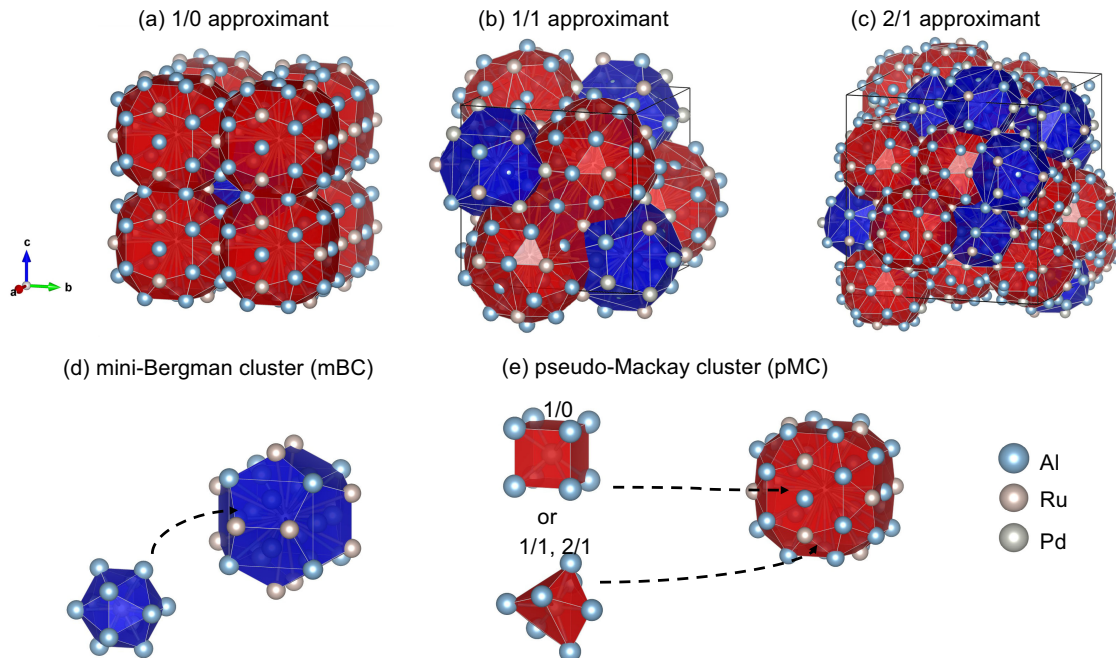 (a) 1/0 approximant
(b) 1/1 approximant
(c) 2/1 approximant
c
a
b
(d) mini-Bergman cluster (mBC)
(e) pseudo-Mackay cluster (pMC)
1/0
or
1/1, 2/1
Al
Ru
Pd